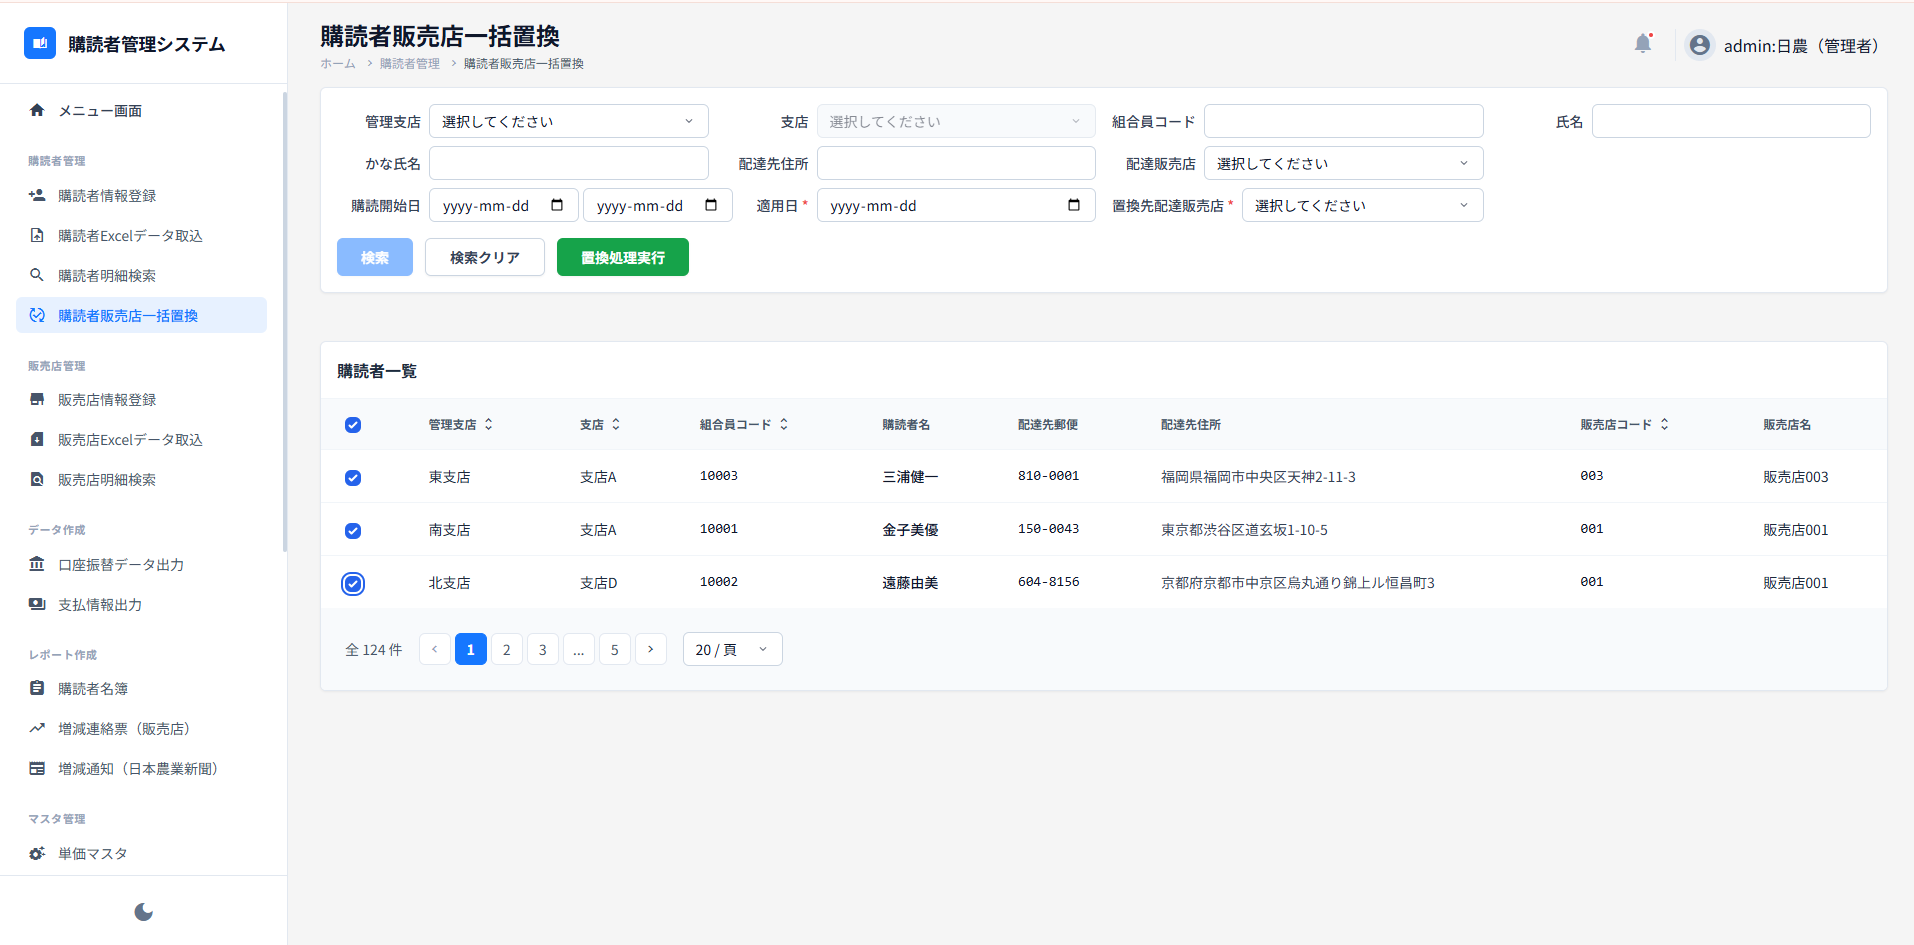 購読者管理システム
メニュー画面
購読者管理
購読者情報登録
購読者Excelデータ取込
購読者明細検索
購読者販売店一括置換
販売店管理
販売店情報登録
販売店Excelデータ取込
販売店明細検索
データ作成
口座振替データ出力
支払情報出力
レポート作成
購読者名簿
増減連絡票（販売店）
増減通知（日本農業新聞）
マスタ管理
単価マスタ
購読者販売店一括置換
ホーム > 購読者管理 > 購読者販売店一括置換
admin:日農（管理者）
管理支店 選択してください 支店 選択してください 組合員コード 氏名
かな氏名 配達先住所 配達販売店 選択してください
購読開始日 yyyy-mm-dd yyyy-mm-dd 適用日 * yyyy-mm-dd 置換先配達販売店 * 選択してください
検索 検索クリア 置換処理実行
購読者一覧
管理支店 支店 組合員コード 購読者名 配達先郵便 配達先住所 販売店コード 販売店名
東支店 支店A 10003 三浦健一 810-0001 福岡県福岡市中央区天神2-11-3 003 販売店003
南支店 支店A 10001 金子美優 150-0043 東京都渋谷区道玄坂1-10-5 001 販売店001
北支店 支店D 10002 遠藤由美 604-8156 京都府京都市中京区烏丸通り錦上ル恒昌町3 001 販売店001
全 124 件 < 1 2 3 ... 5 > 20 / 頁